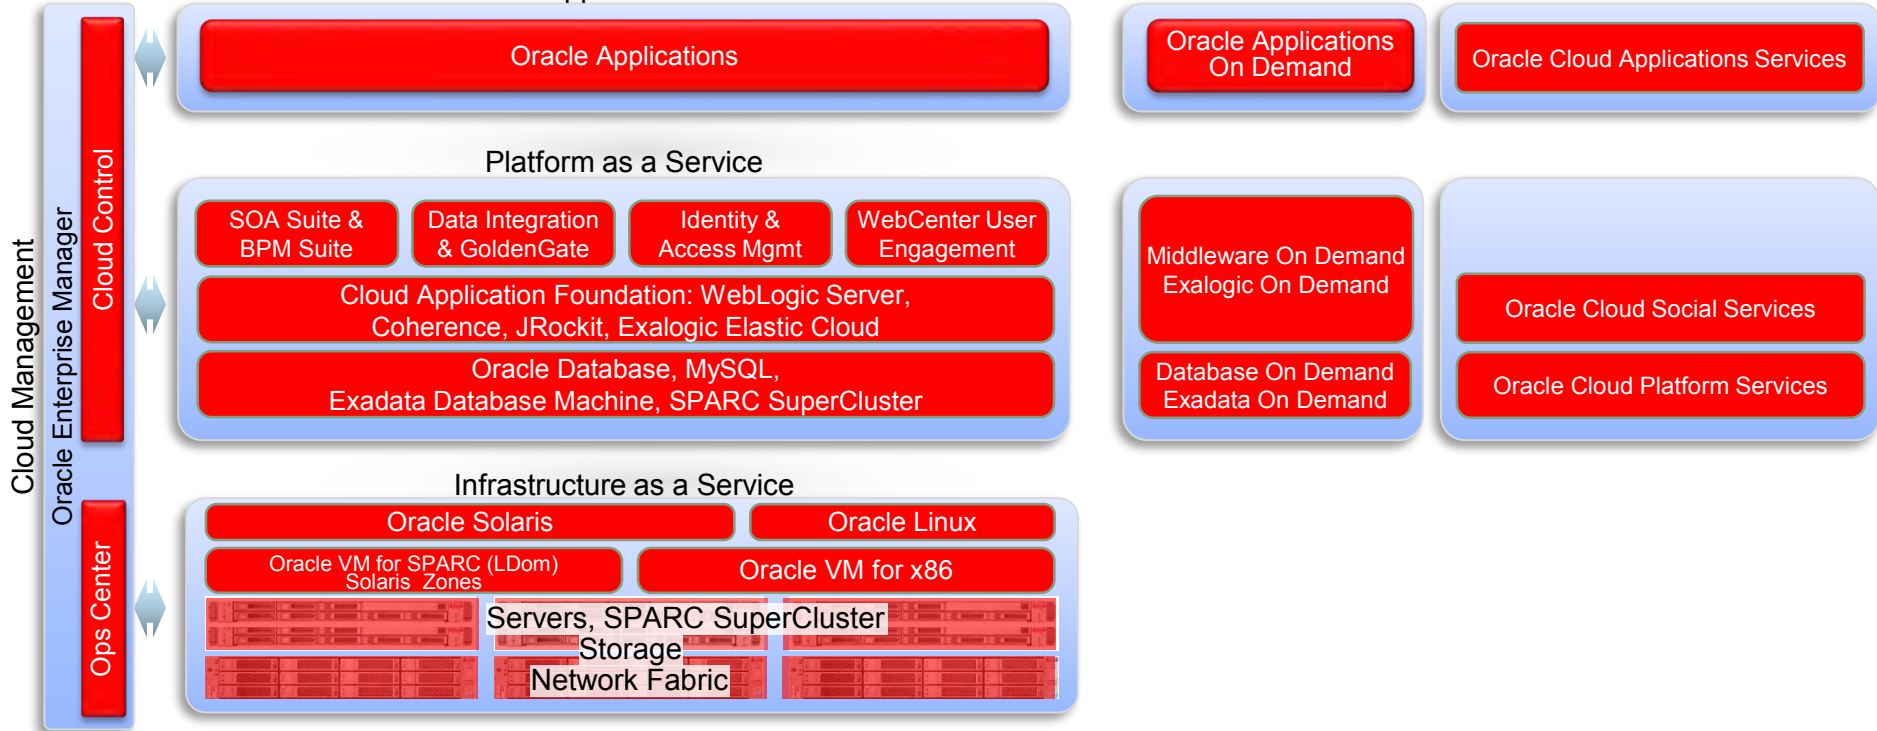 Oracle Applications
Oracle Applications
On Demand
Oracle Cloud Applications Services
Cloud Management
Oracle Enterprise Manager
Cloud Control
Platform as a Service
SOA Suite &
BPM Suite
Data Integration
& GoldenGate
Identity &
Access Mgmt
WebCenter User
Engagement
Cloud Application Foundation: WebLogic Server,
Coherence, JRockit, Exalogic Elastic Cloud
Oracle Database, MySQL,
Exadata Database Machine, SPARC SuperCluster
Middleware On Demand
Exalogic On Demand
Database On Demand
Exadata On Demand
Oracle Cloud Social Services
Oracle Cloud Platform Services
Ops Center
Infrastructure as a Service
Oracle Solaris
Oracle Linux
Oracle VM for SPARC (LDom)
Solaris Zones
Oracle VM for x86
Servers, SPARC SuperCluster
Storage
Network Fabric